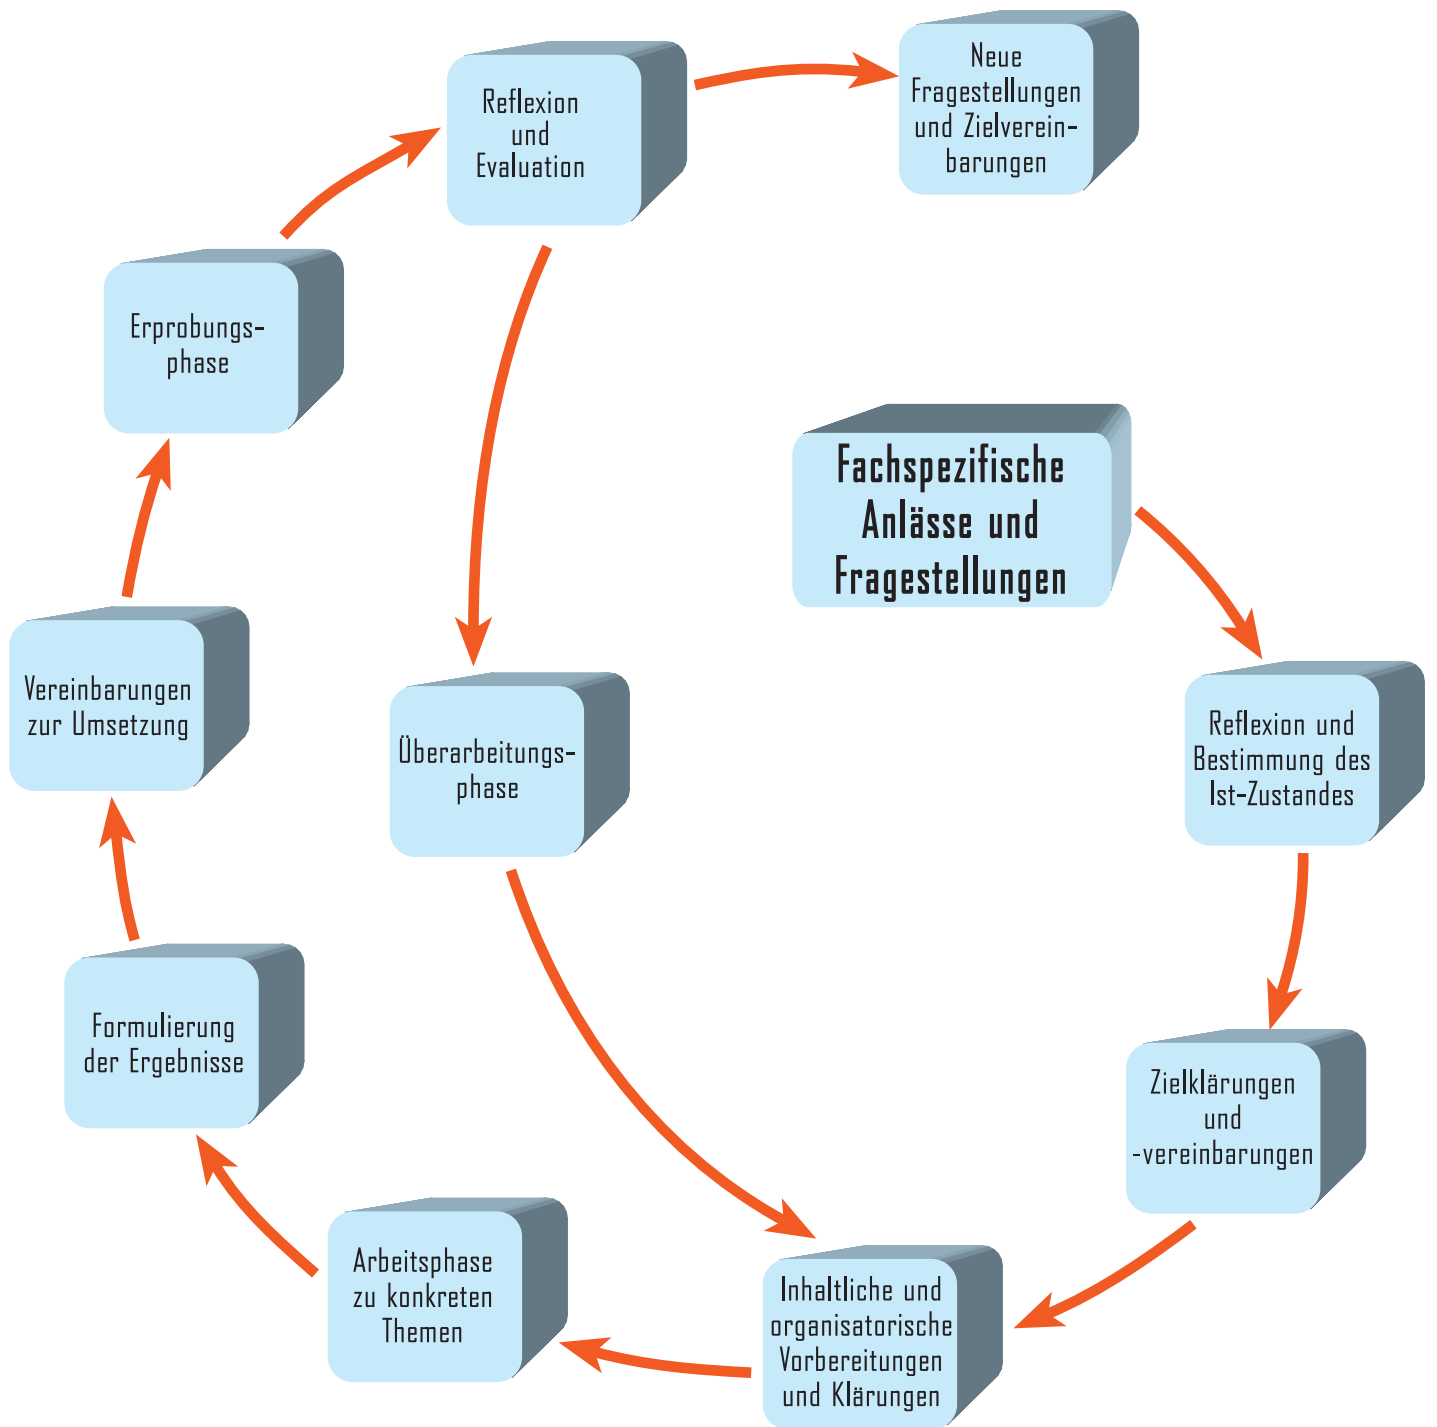 Neue
Fragestellungen
und Zielverein-
barungen
Reflexion
und
Evaluation
Erprobungs-
phase
Fachspezifische
Anlässe und
Fragestellungen
Vereinbarungen
zur Umsetzung
Überarbeitungs-
phase
Reflexion und
Bestimmung des
Ist-Zustandes
Formulierung
der Ergebnisse
Zielklärungen
und
-vereinbarungen
Arbeitsphase
zu konkreten
Themen
Inhaltliche und
organisatorische
Vorbereitungen
und Klärungen